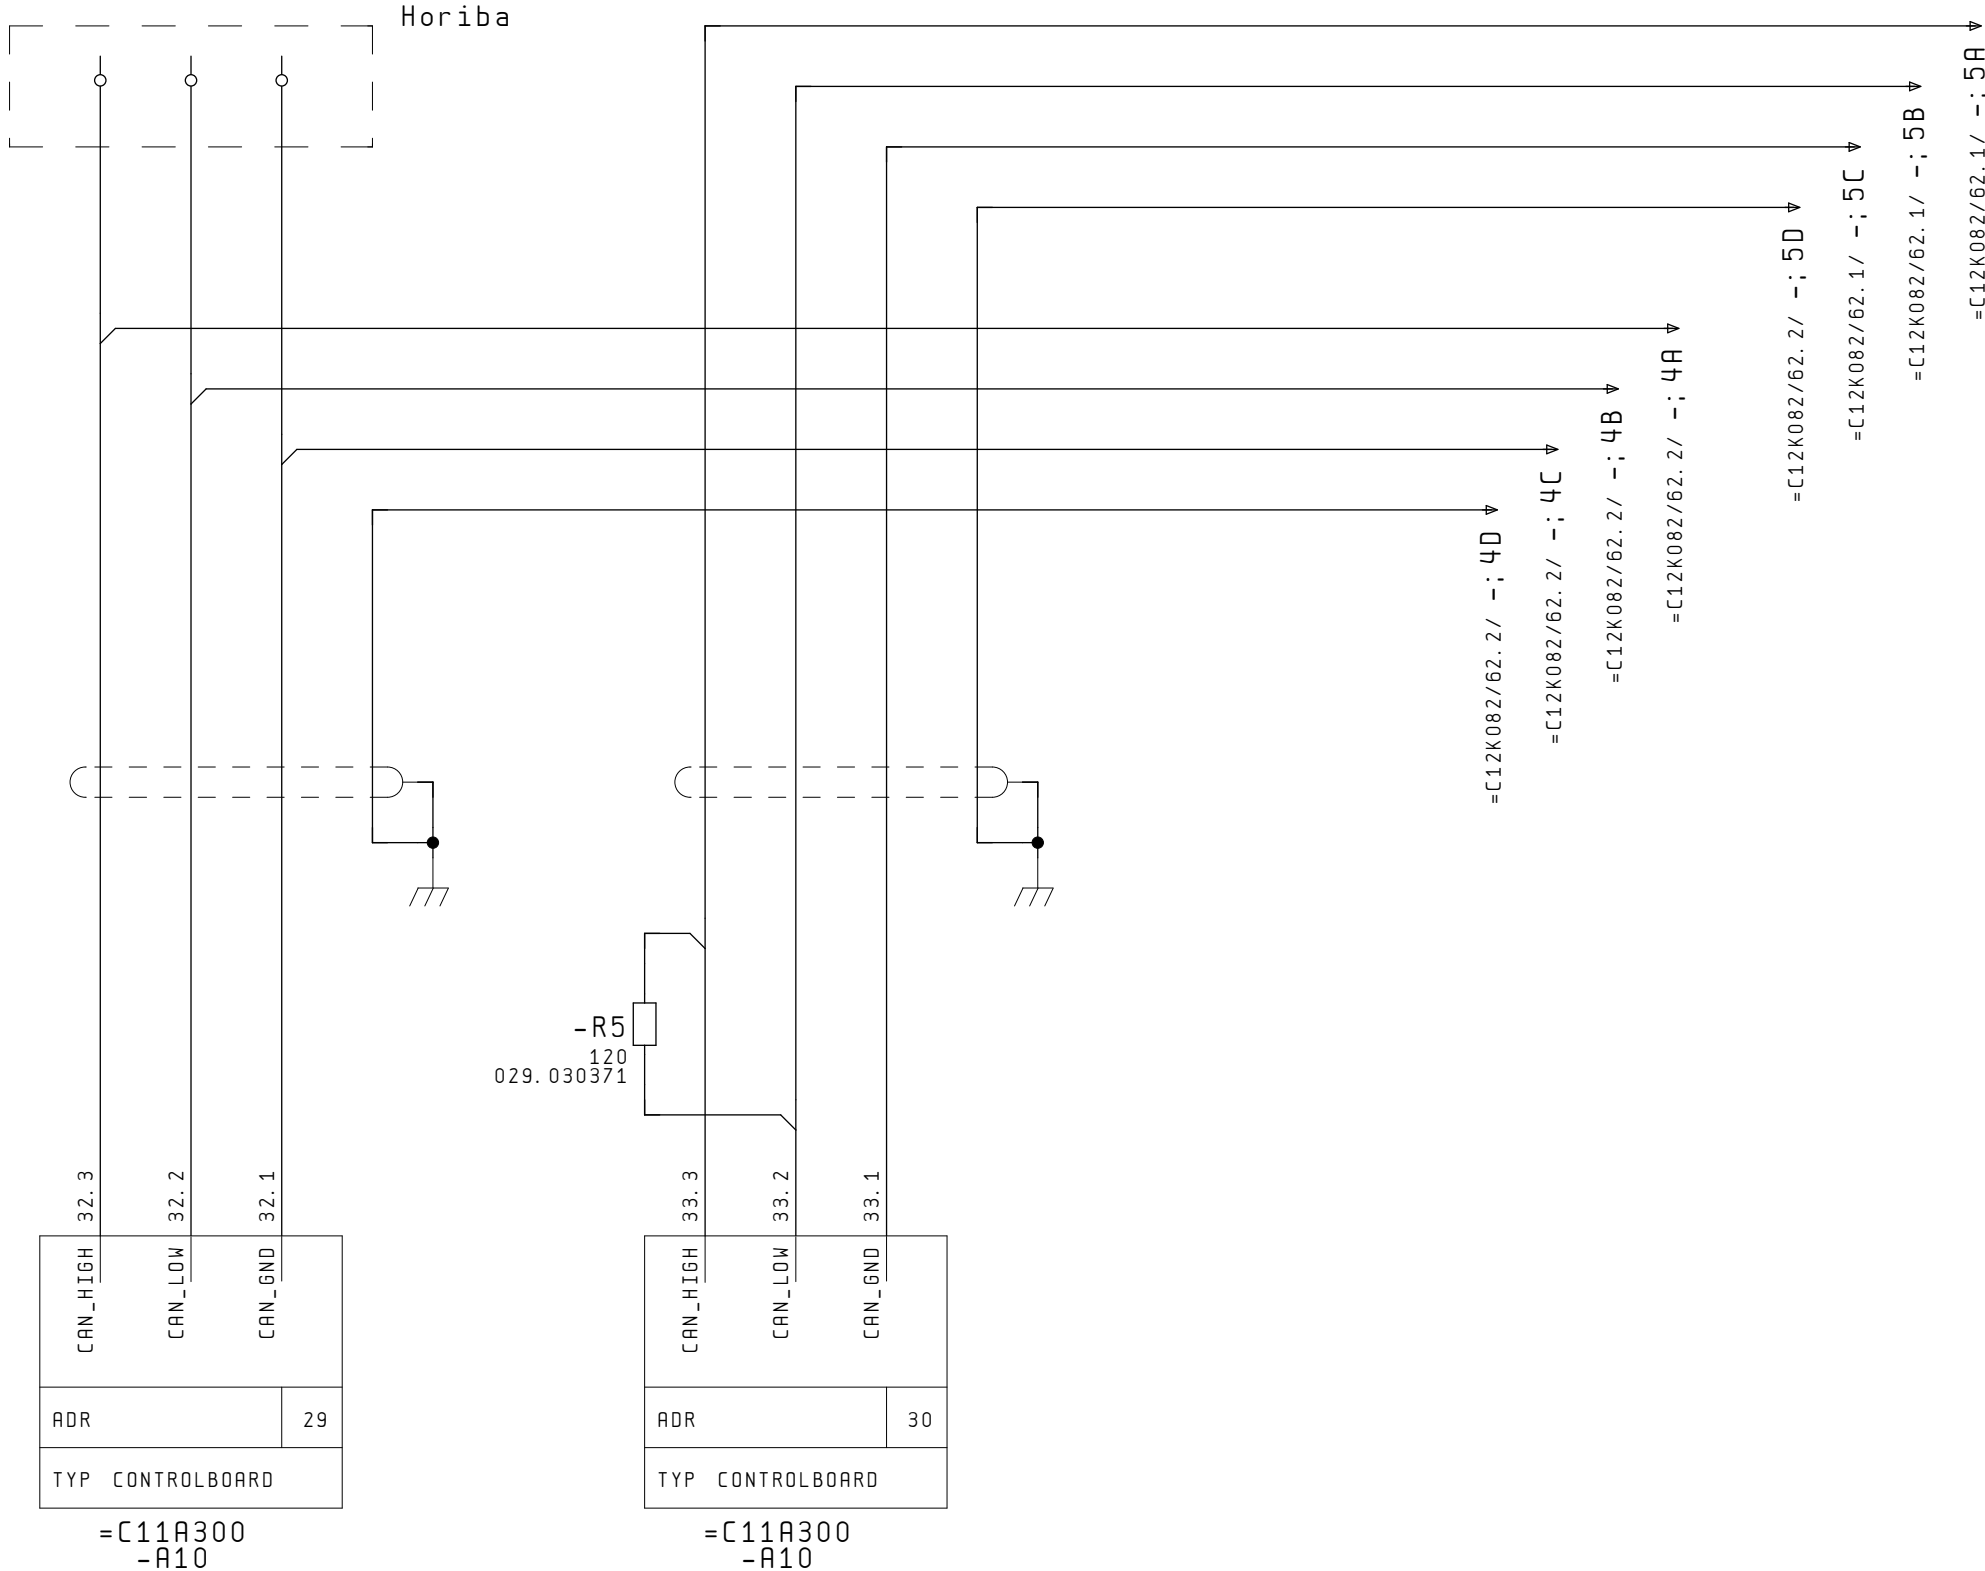 Horiba
=C12K082/62.1/ -;5A
=C12K082/62.1/ -;5B
=C12K082/62.1/ -;5C
=C12K082/62.2/ -;5D
=C12K082/62.2/ -;4A
=C12K082/62.2/ -;4B
=C12K082/62.2/ -;4C
=C12K082/62.2/ -;4D
-R5
120
029.030371
32.3
32.2
32.1
33.3
33.2
33.1
CAN_HIGH
CAN_LOW
CAN_GND
CAN_HIGH
CAN_LOW
CAN_GND
ADR 29
ADR 30
TYP CONTROLBOARD
TYP CONTROLBOARD
=C11A300
-A10
=C11A300
-A10